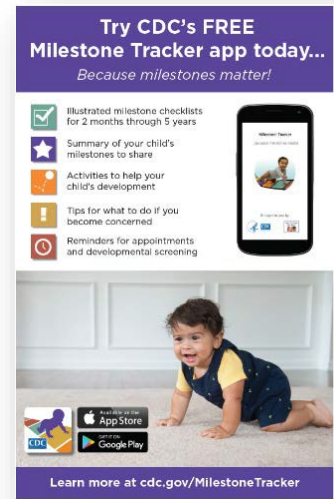 Try CDC's FREE
Milestone Tracker app today...
Because milestones matter!
Illustrated milestone checklists
for 2 months through 5 years
Summary of your child's
milestones to share
Activities to help your
child's development
Tips for what to do if you
become concerned
Reminders for appointments
and developmental screening
Milestone Tracker
CDC
Available on the
App Store
GET IT ON
Google Play
Learn more at cdc.gov/MilestoneTracker